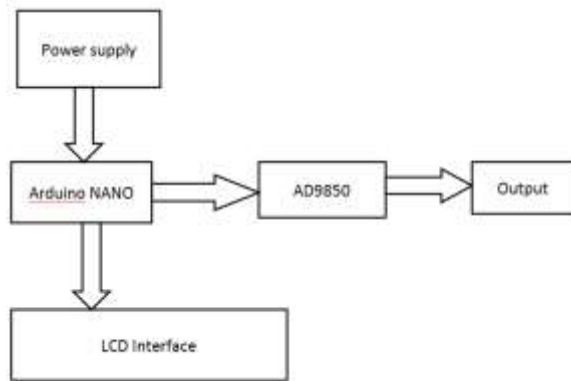 Power supply
Arduino NANO
AD9850
Output
LCD Interface